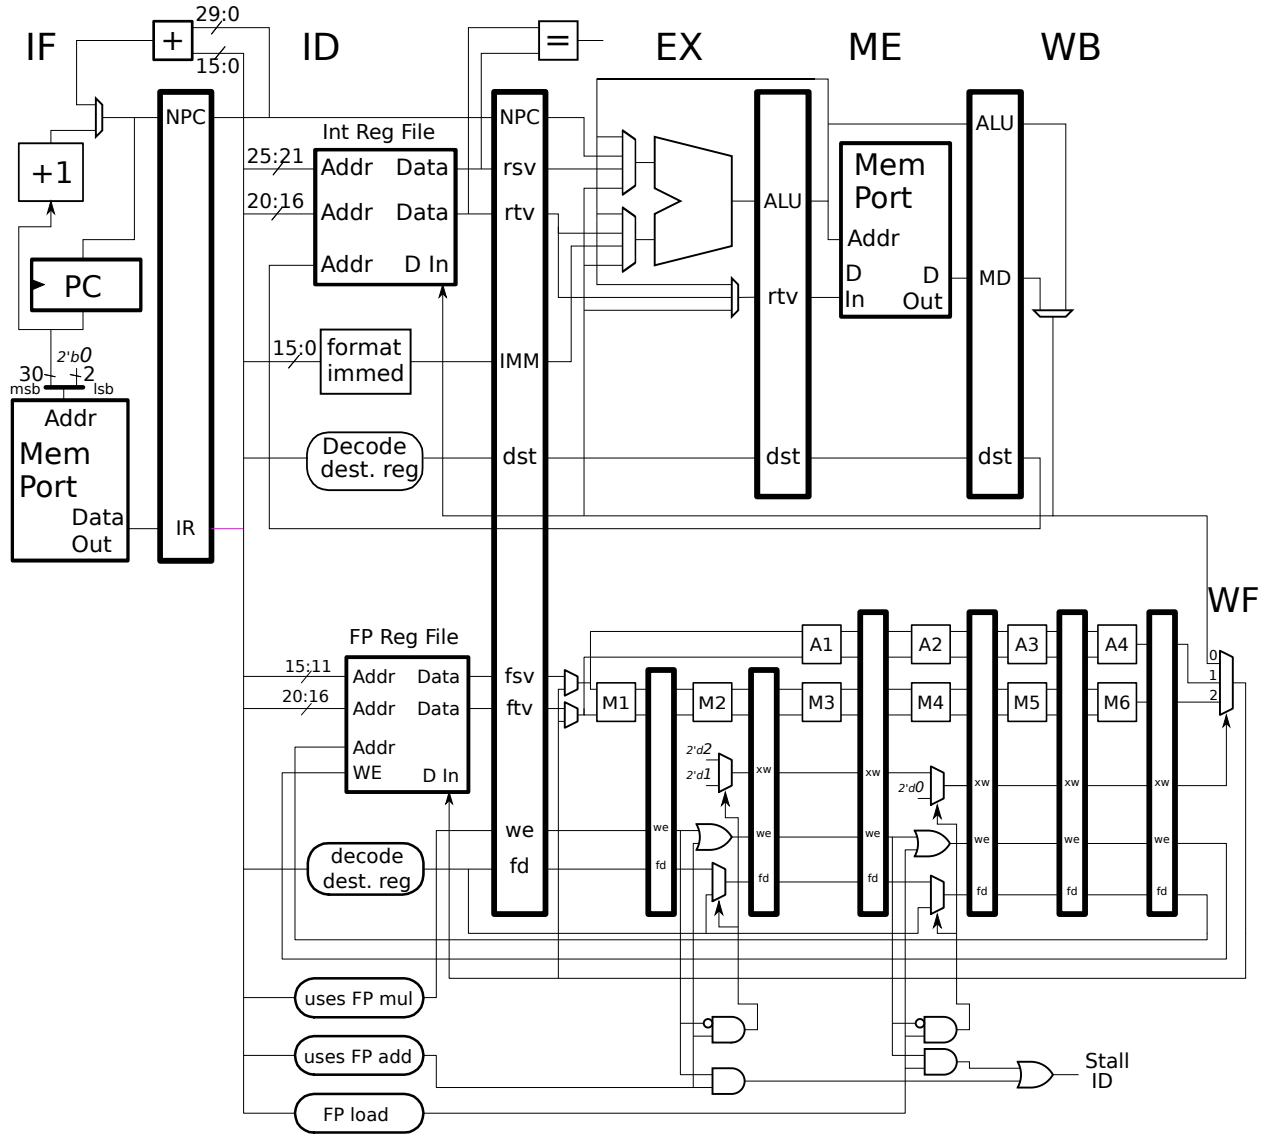 IF
ID
EX
ME
WB
29:0
+
15:0
=
NPC
NPC
ALU
Int Reg File
+1
25:21
Addr
Data
rsv
20:16
Addr
Data
rtv
Addr
D In
ALU
Mem
Port
Addr
D
In
D
Out
rtv
MD
PC
2'b0
30
2
msb
lsb
15:0
format
immed
IMM
Addr
Mem
Port
Data
Out
IR
Decode
dest. reg
dst
dst
dst
WF
FP Reg File
15:11
Addr
Data
fsv
20:16
Addr
Data
ftv
Addr
WE
D In
A1
A2
A3
A4
M1
M2
M3
M4
M5
M6
0
1
2
2'd2
2'd1
xw
xw
2'd0
xw
xw
xw
we
we
we
we
we
we
we
decode
dest. reg
fd
fd
fd
fd
fd
fd
fd
uses FP mul
uses FP add
FP load
Stall
ID